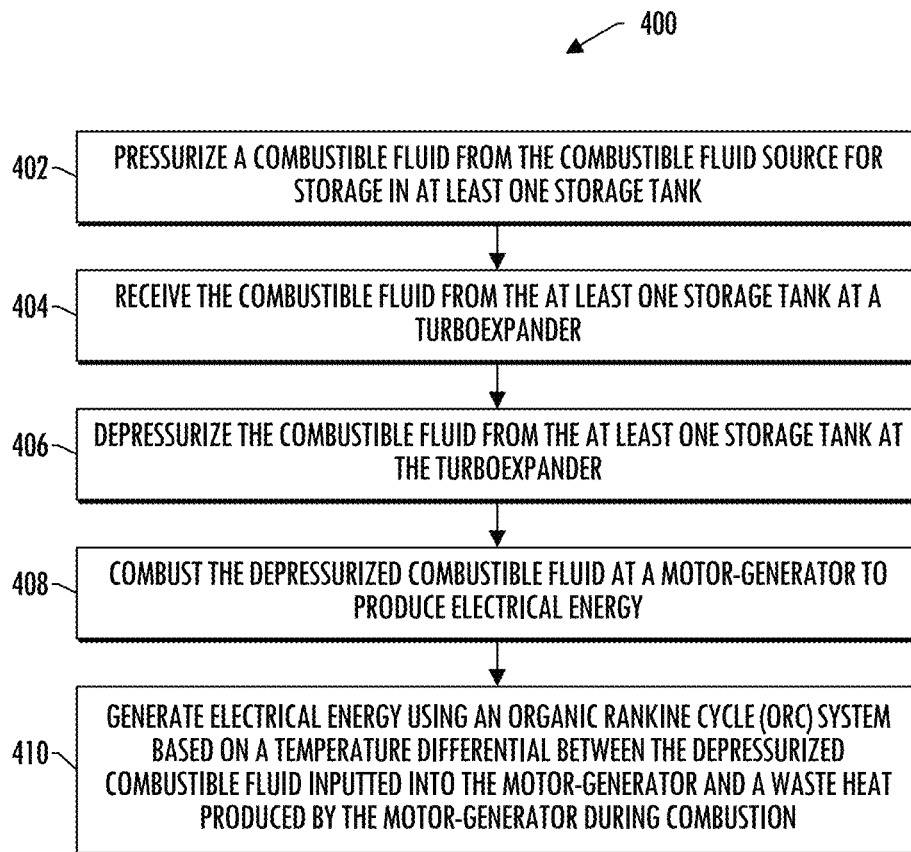 400
402
PRESSURIZE A COMBUSTIBLE FLUID FROM THE COMBUSTIBLE FLUID SOURCE FOR
STORAGE IN AT LEAST ONE STORAGE TANK
404
RECEIVE THE COMBUSTIBLE FLUID FROM THE AT LEAST ONE STORAGE TANK AT A
TURBOEXPANDER
406
DEPRESSURIZE THE COMBUSTIBLE FLUID FROM THE AT LEAST ONE STORAGE TANK AT
THE TURBOEXPANDER
408
COMBUST THE DEPRESSURIZED COMBUSTIBLE FLUID AT A MOTOR-GENERATOR TO
PRODUCE ELECTRICAL ENERGY
410
GENERATE ELECTRICAL ENERGY USING AN ORGANIC RANKINE CYCLE (ORC) SYSTEM
BASED ON A TEMPERATURE DIFFERENTIAL BETWEEN THE DEPRESSURIZED
COMBUSTIBLE FLUID INPUTTED INTO THE MOTOR-GENERATOR AND A WASTE HEAT
PRODUCED BY THE MOTOR-GENERATOR DURING COMBUSTION